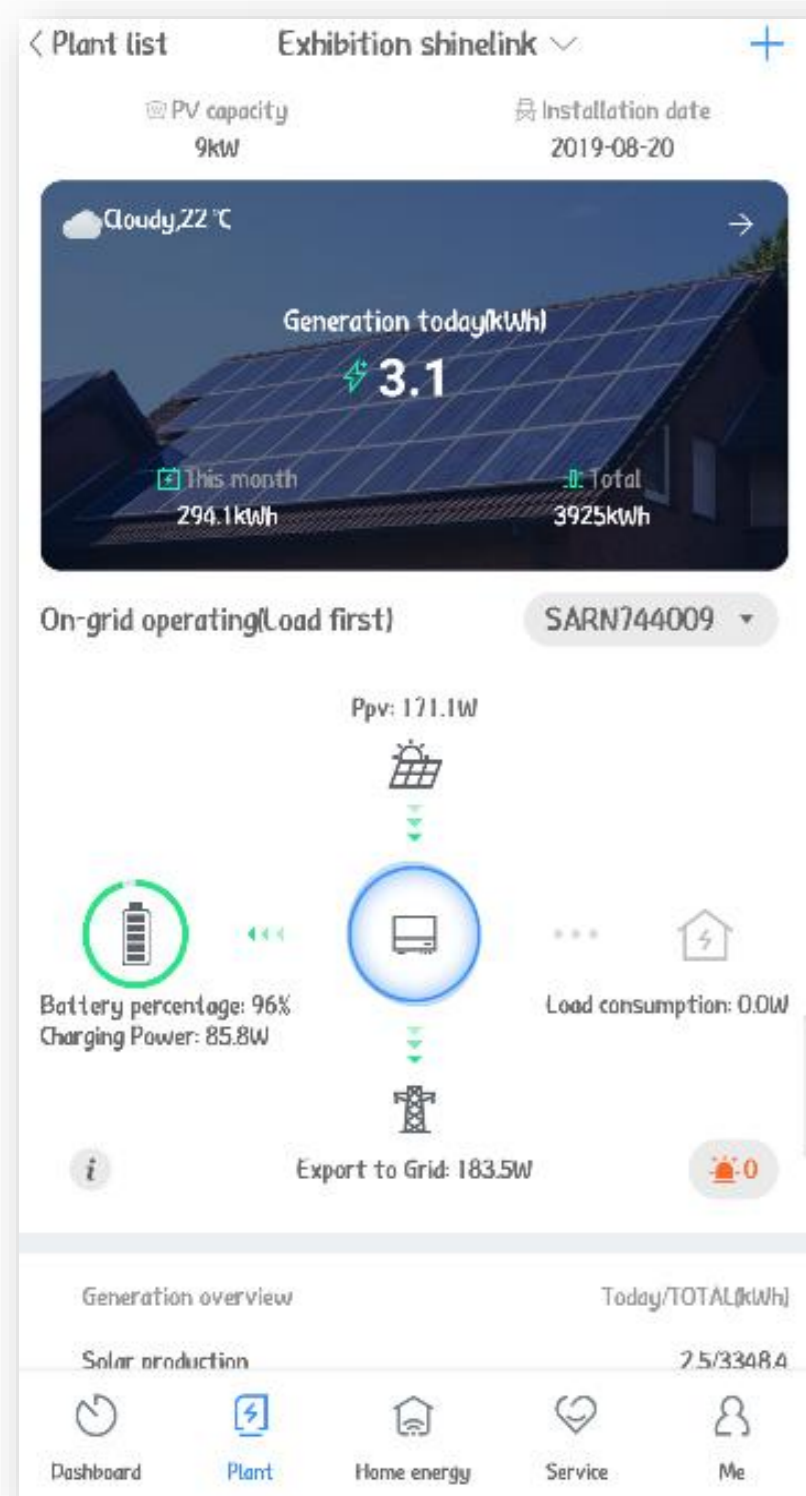 Plant list
Exhibition shinelink
PV capacity
Installation date
9kW
2019-08-20
Cloudy,22 ℃
Generation today(kWh)
3.1
This month
Total
294.1kWh
3925kWh
On-grid operating(Load first)
SARN744009
Ppv: 171.1W
Battery percentage: 96%
Charging Power: 85.8W
Load consumption: 0.0W
Export to Grid: 183.5W
i
0
Generation overview
Today/TOTAL(kWh)
Solar production
2.5/3348.4
Dashboard
Plant
Home energy
Service
Me